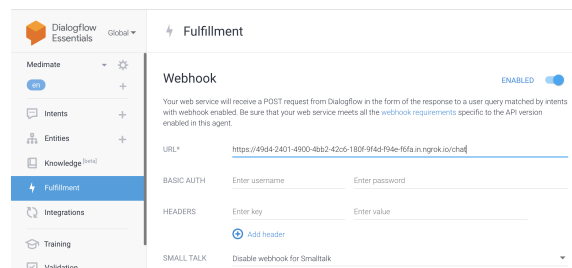 Dialogflow
Essentials
Global
Fulfillment
Medimate
en
Intents
Entities
Knowledge [beta]
Fulfillment
Integrations
Training
Validation
Webhook
ENABLED
Your web service will receive a POST request from Dialogflow in the form of the response to a user query matched by intents
with webhook enabled. Be sure that your web service meets all the webhook requirements specific to the API version
enabled in this agent.
URL*
https://49d4-2401-4900-4bb2-42c6-180f-9f4d-f94e-f6fa.in.ngrok.io/chat
BASIC AUTH
Enter username
Enter password
HEADERS
Enter key
Enter value
Add header
SMALL TALK
Disable webhook for Smalltalk